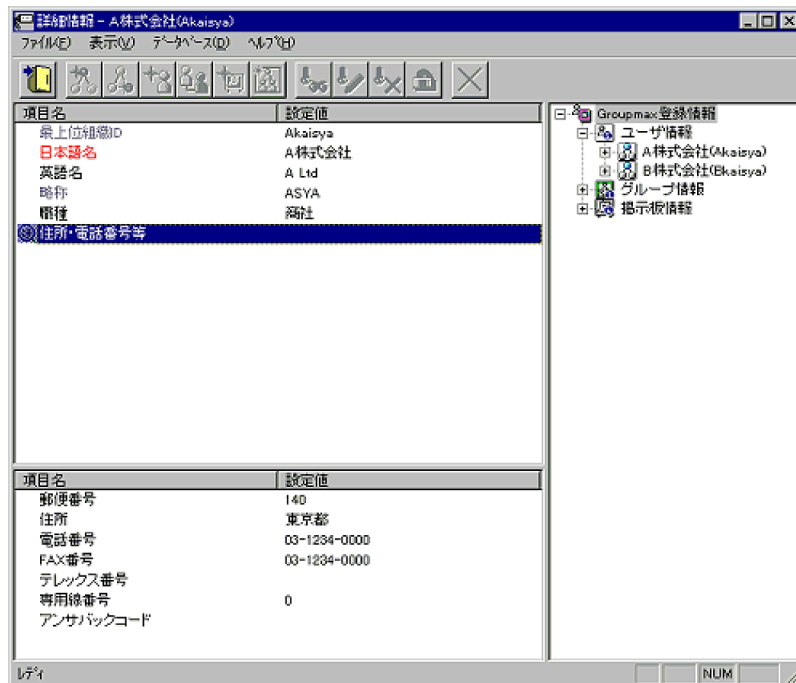 詳細情報 - A株式会社(Akaisya)
ファイル(F) 表示(V) データベース(D) ヘルプ(H)
項目名 設定値
最上位組織ID Akaisya
日本語名 A株式会社
英語名 A Ltd
略称 ASYA
職種 商社
住所・電話番号等
項目名 設定値
郵便番号 140
住所 東京都
電話番号 03-1234-0000
FAX番号 03-1234-0000
テレックス番号
専用線番号 0
アンサバックコード
Groupmax登録情報
ユーザ情報
A株式会社(Akaisya)
B株式会社(Bkaisya)
グループ情報
掲示板情報
レディ NUM